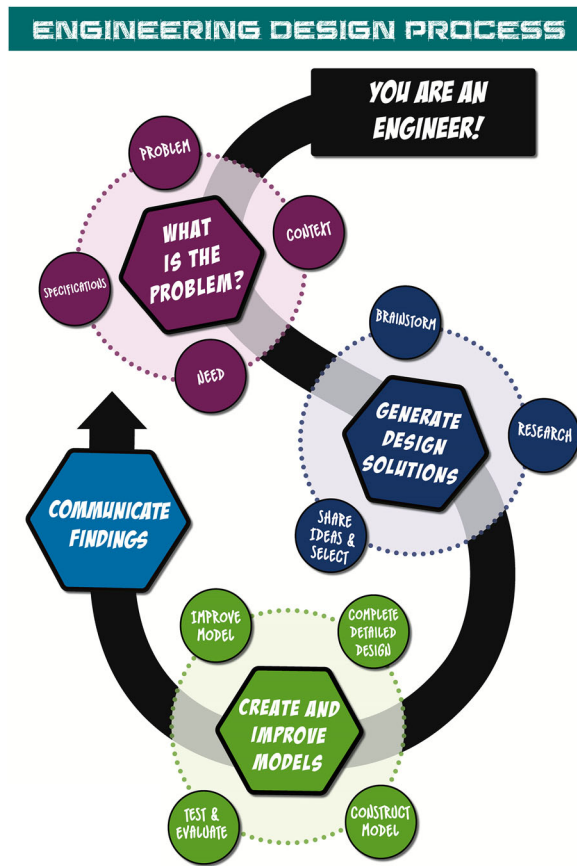 ENGINEERING DESIGN PROCESS
YOU ARE AN
ENGINEER!
PROBLEM
CONTEXT
WHAT
IS THE
PROBLEM?
SPECIFICATIONS
NEED
BRAINSTORM
RESEARCH
GENERATE
DESIGN
SOLUTIONS
SHARE
IDEAS &
SELECT
COMMUNICATE
FINDINGS
IMPROVE
MODEL
COMPLETE
DETAILED
DESIGN
CREATE AND
IMPROVE
MODELS
TEST &
EVALUATE
CONSTRUCT
MODEL